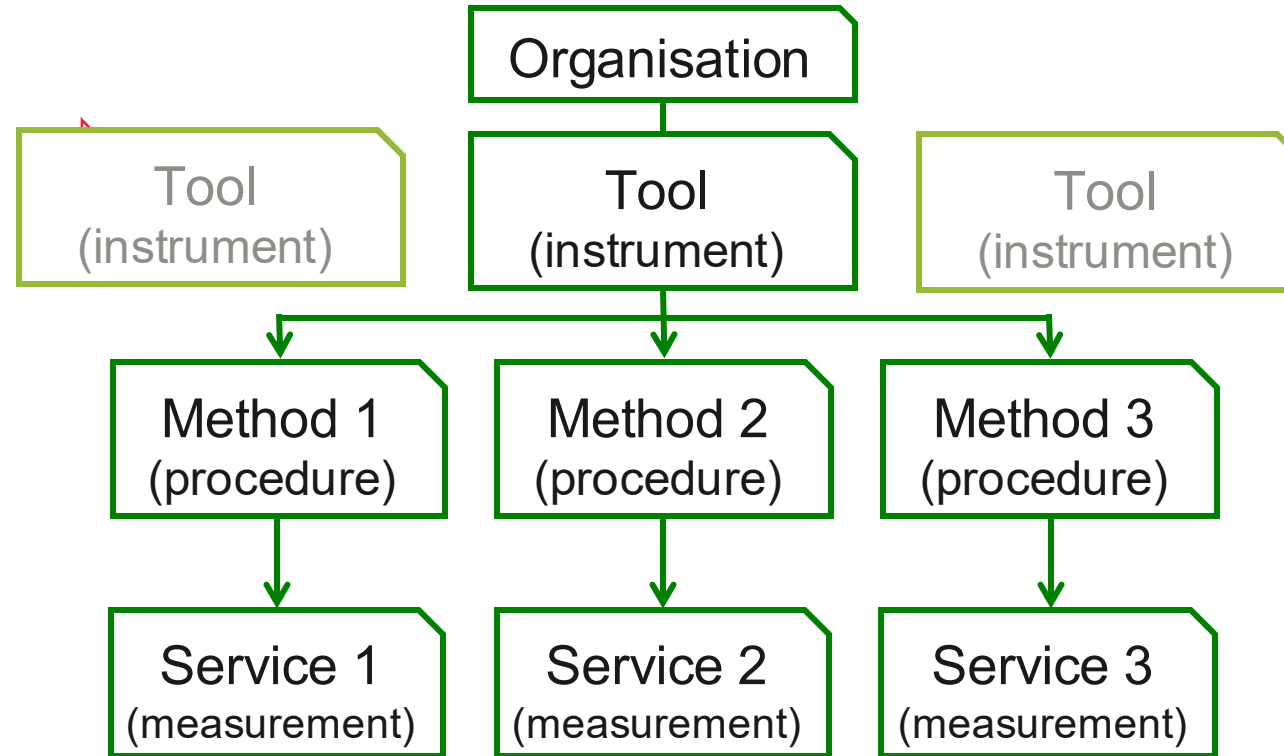 Organisation
Tool
(instrument)
Tool
(instrument)
Tool
(instrument)
Method 1
(procedure)
Method 2
(procedure)
Method 3
(procedure)
Service 1
(measurement)
Service 2
(measurement)
Service 3
(measurement)